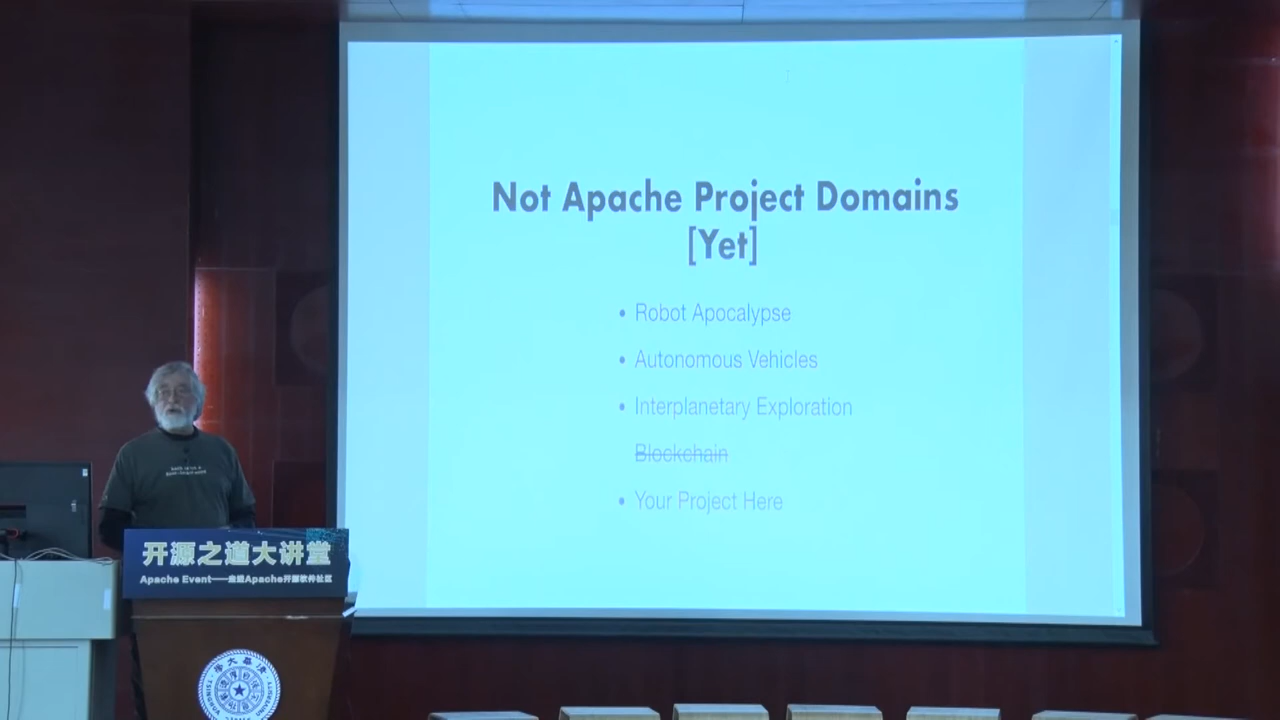 Not Apache Project Domains
[Yet]
• Robot Apocalypse
• Autonomous Vehicles
• Interplanetary Exploration
Blockchain
• Your Project Here
开源之道大讲堂
Apache Event——走进Apache开源软件社区